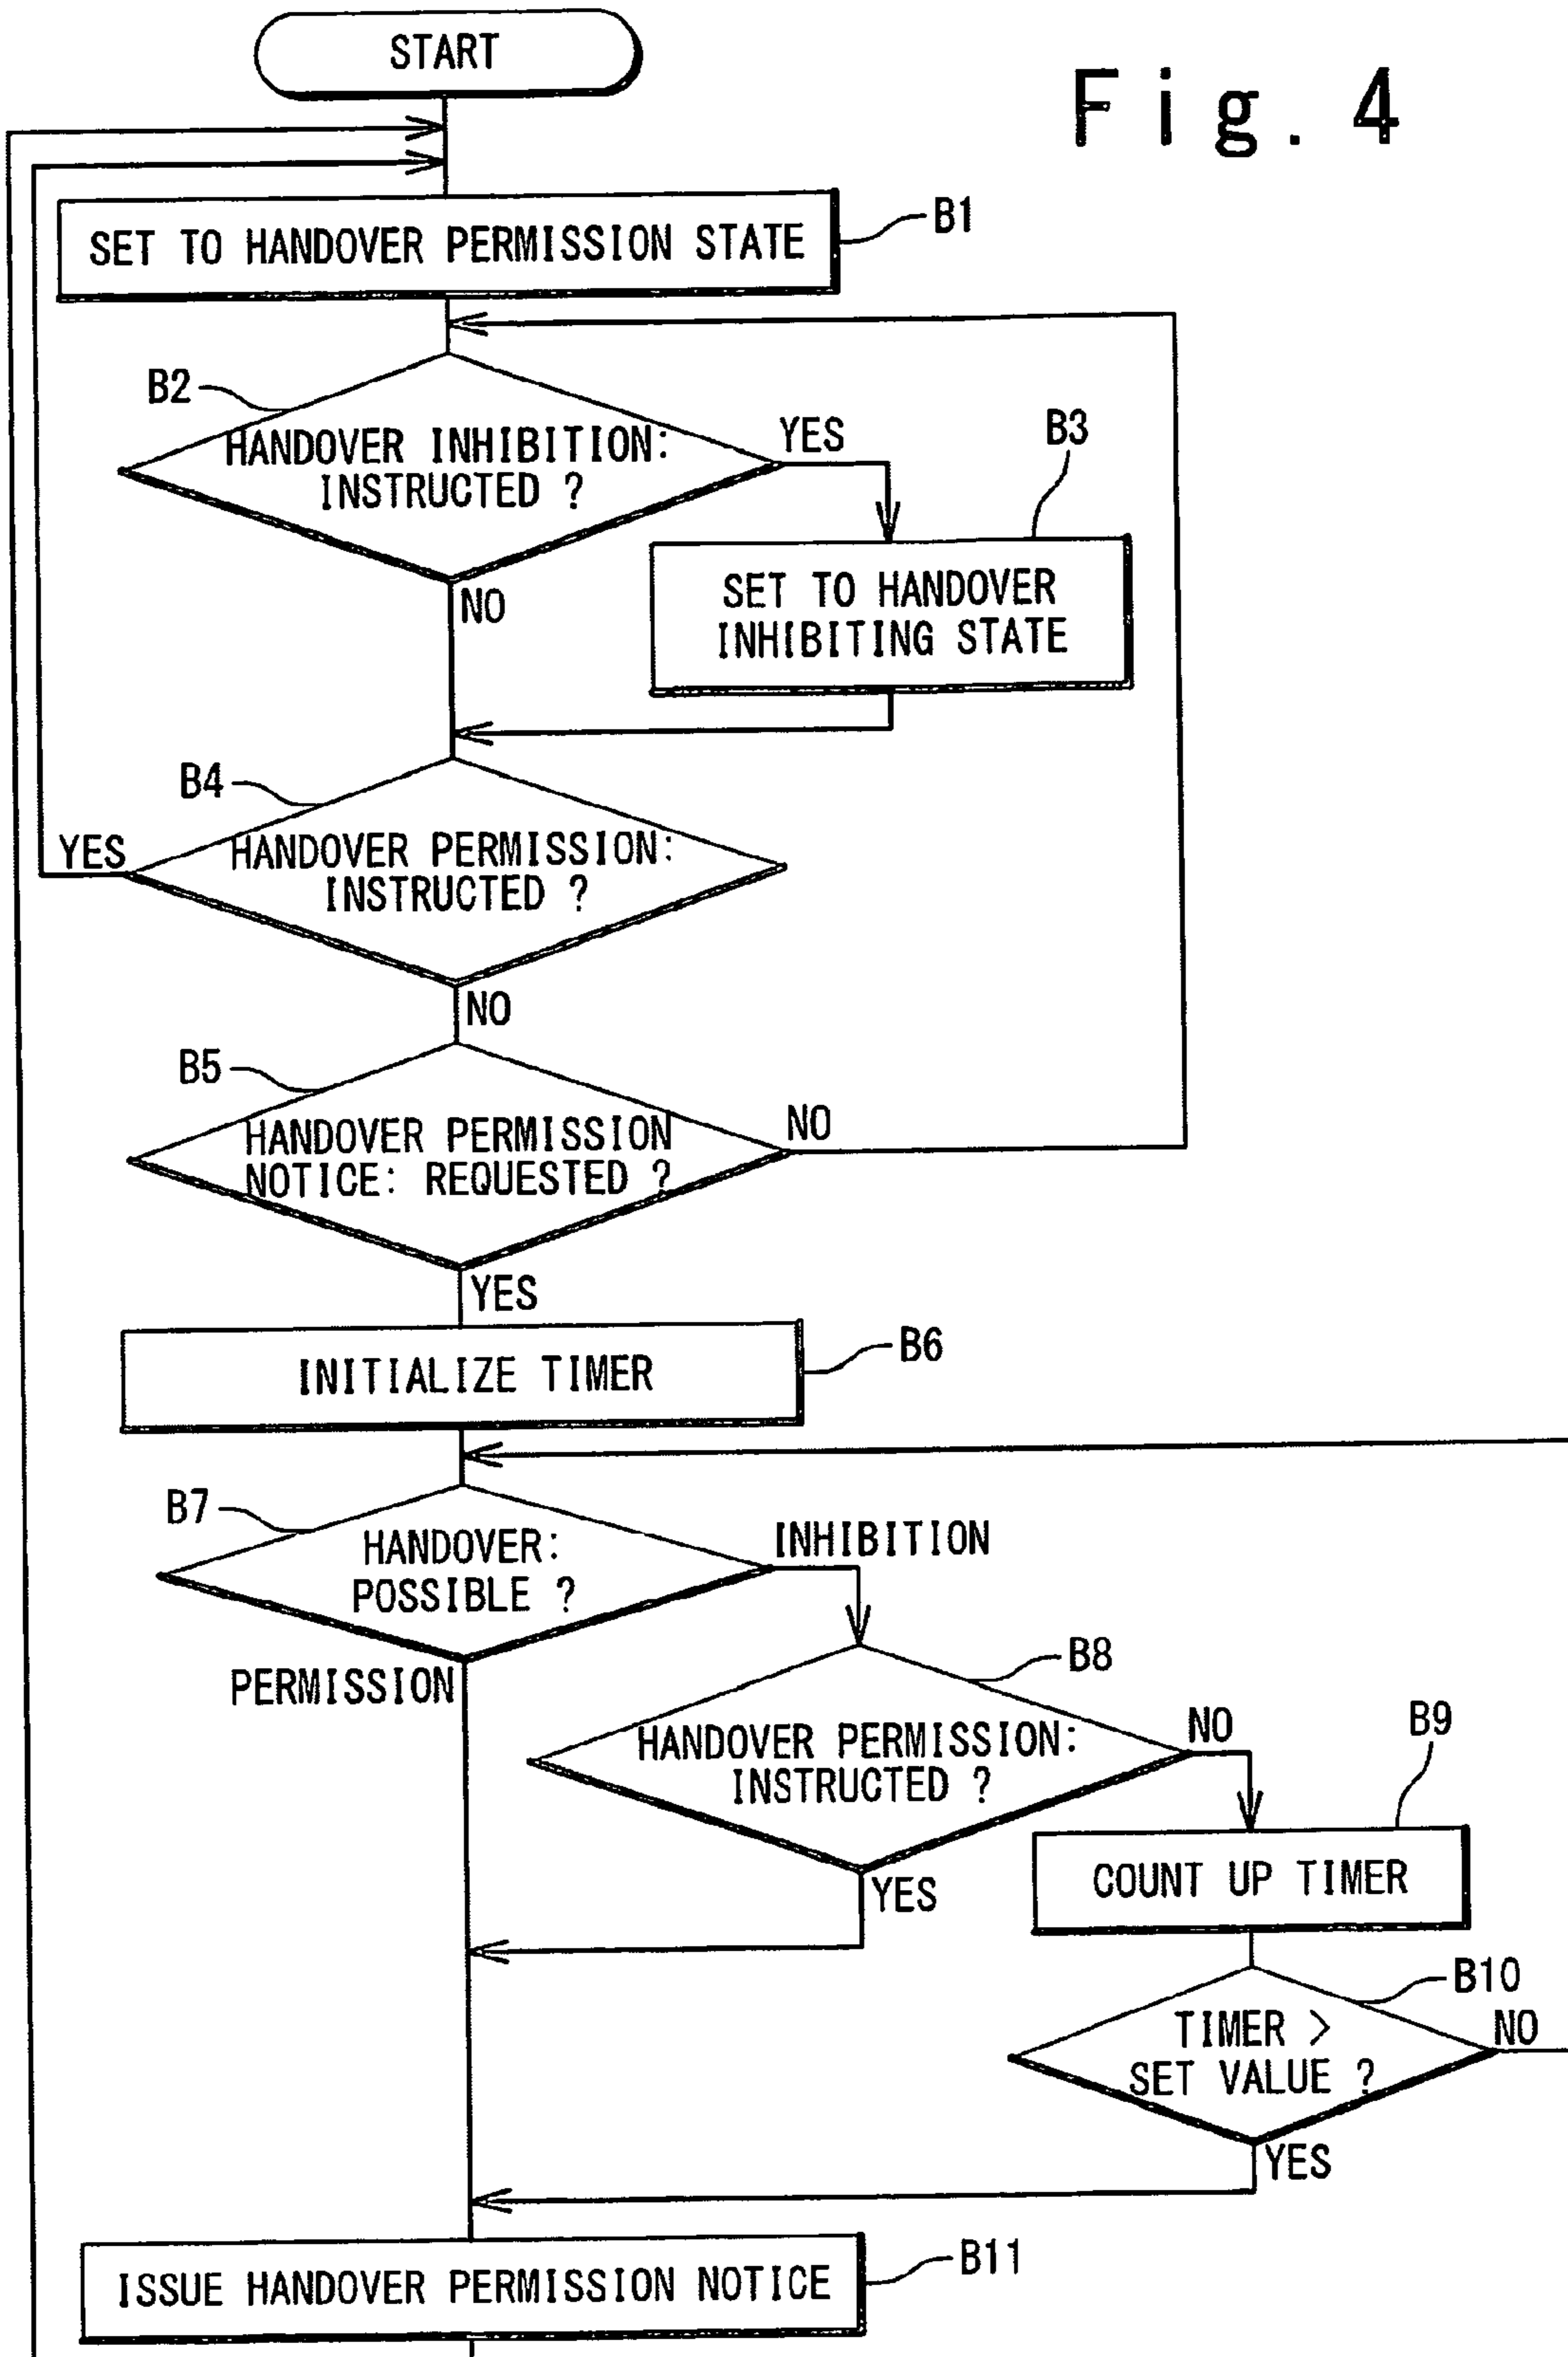 START
Fig. 4
SET TO HANDOVER PERMISSION STATE
B1
B2
HANDOVER INHIBITION:
INSTRUCTED ?
YES
B3
NO
SET TO HANDOVER
INHIBITING STATE
B4
YES
HANDOVER PERMISSION:
INSTRUCTED ?
NO
B5
HANDOVER PERMISSION
NOTICE: REQUESTED ?
NO
YES
INITIALIZE TIMER
B6
B7
HANDOVER:
POSSIBLE ?
INHIBITION
PERMISSION
B8
HANDOVER PERMISSION:
INSTRUCTED ?
NO
B9
YES
COUNT UP TIMER
B10
TIMER >
SET VALUE ?
NO
YES
ISSUE HANDOVER PERMISSION NOTICE
B11